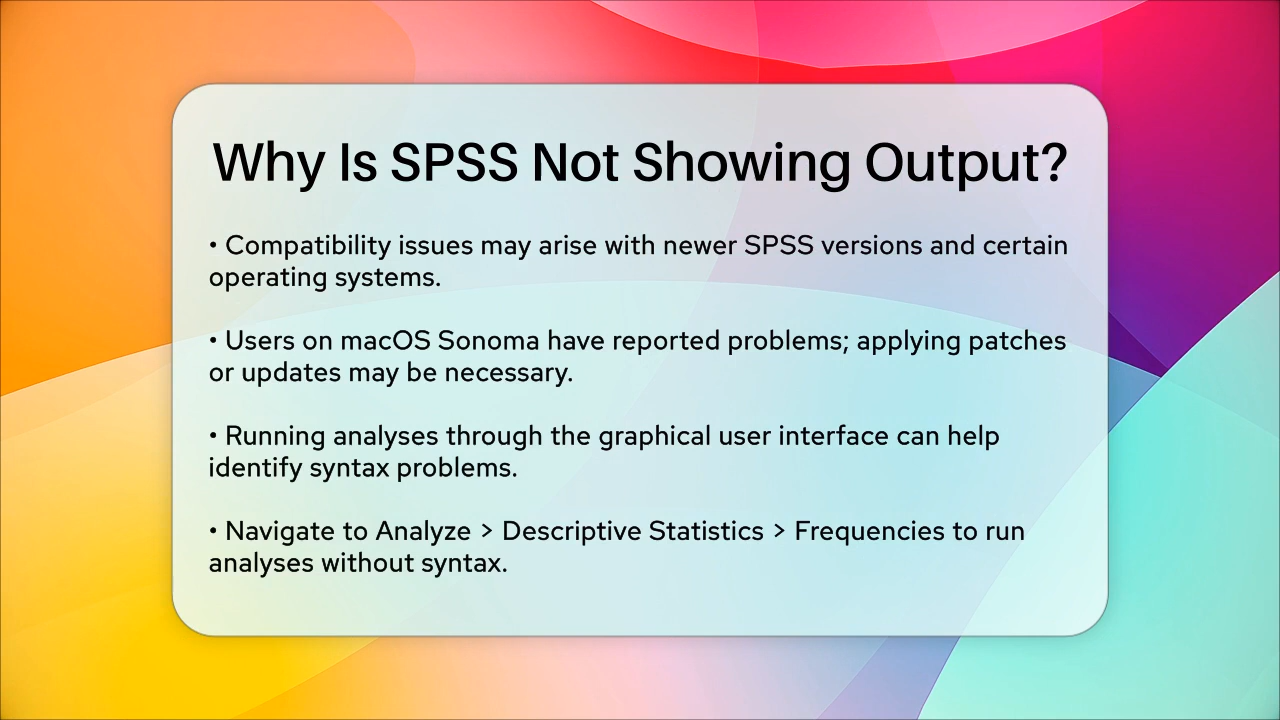 Why Is SPSS Not Showing Output?
• Compatibility issues may arise with newer SPSS versions and certain
operating systems.
• Users on macOS Sonoma have reported problems; applying patches
or updates may be necessary.
• Running analyses through the graphical user interface can help
identify syntax problems.
• Navigate to Analyze > Descriptive Statistics > Frequencies to run
analyses without syntax.